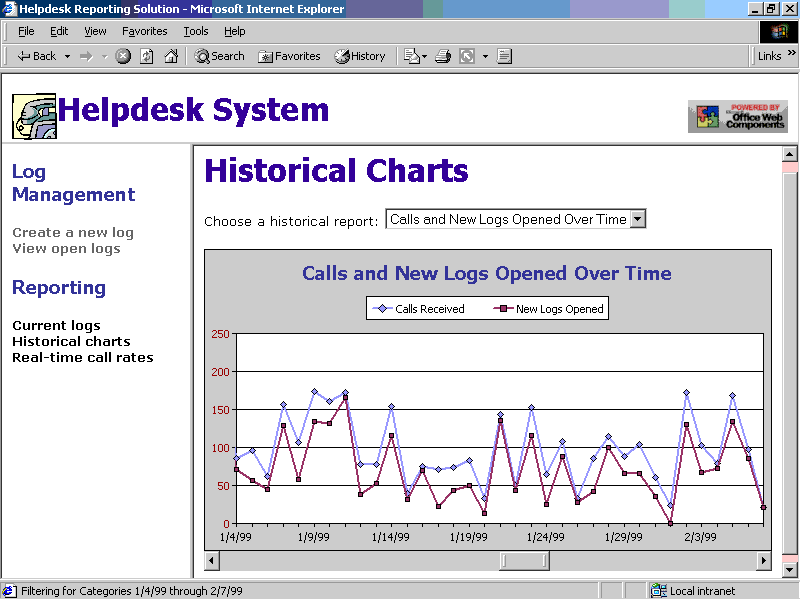 Helpdesk Reporting Solution - Microsoft Internet Explorer
File Edit View Favorites Tools Help
Back Search Favorites History Links »
Helpdesk System
POWERED BY
Office Web
Components
Log
Management
Create a new log
View open logs
Reporting
Current logs
Historical charts
Real-time call rates
Historical Charts
Choose a historical report: Calls and New Logs Opened Over Time
Calls and New Logs Opened Over Time
Calls Received New Logs Opened
250
200
150
100
50
0
1/4/99 1/9/99 1/14/99 1/19/99 1/24/99 1/29/99 2/3/99
Filtering for Categories 1/4/99 through 2/7/99 Local intranet